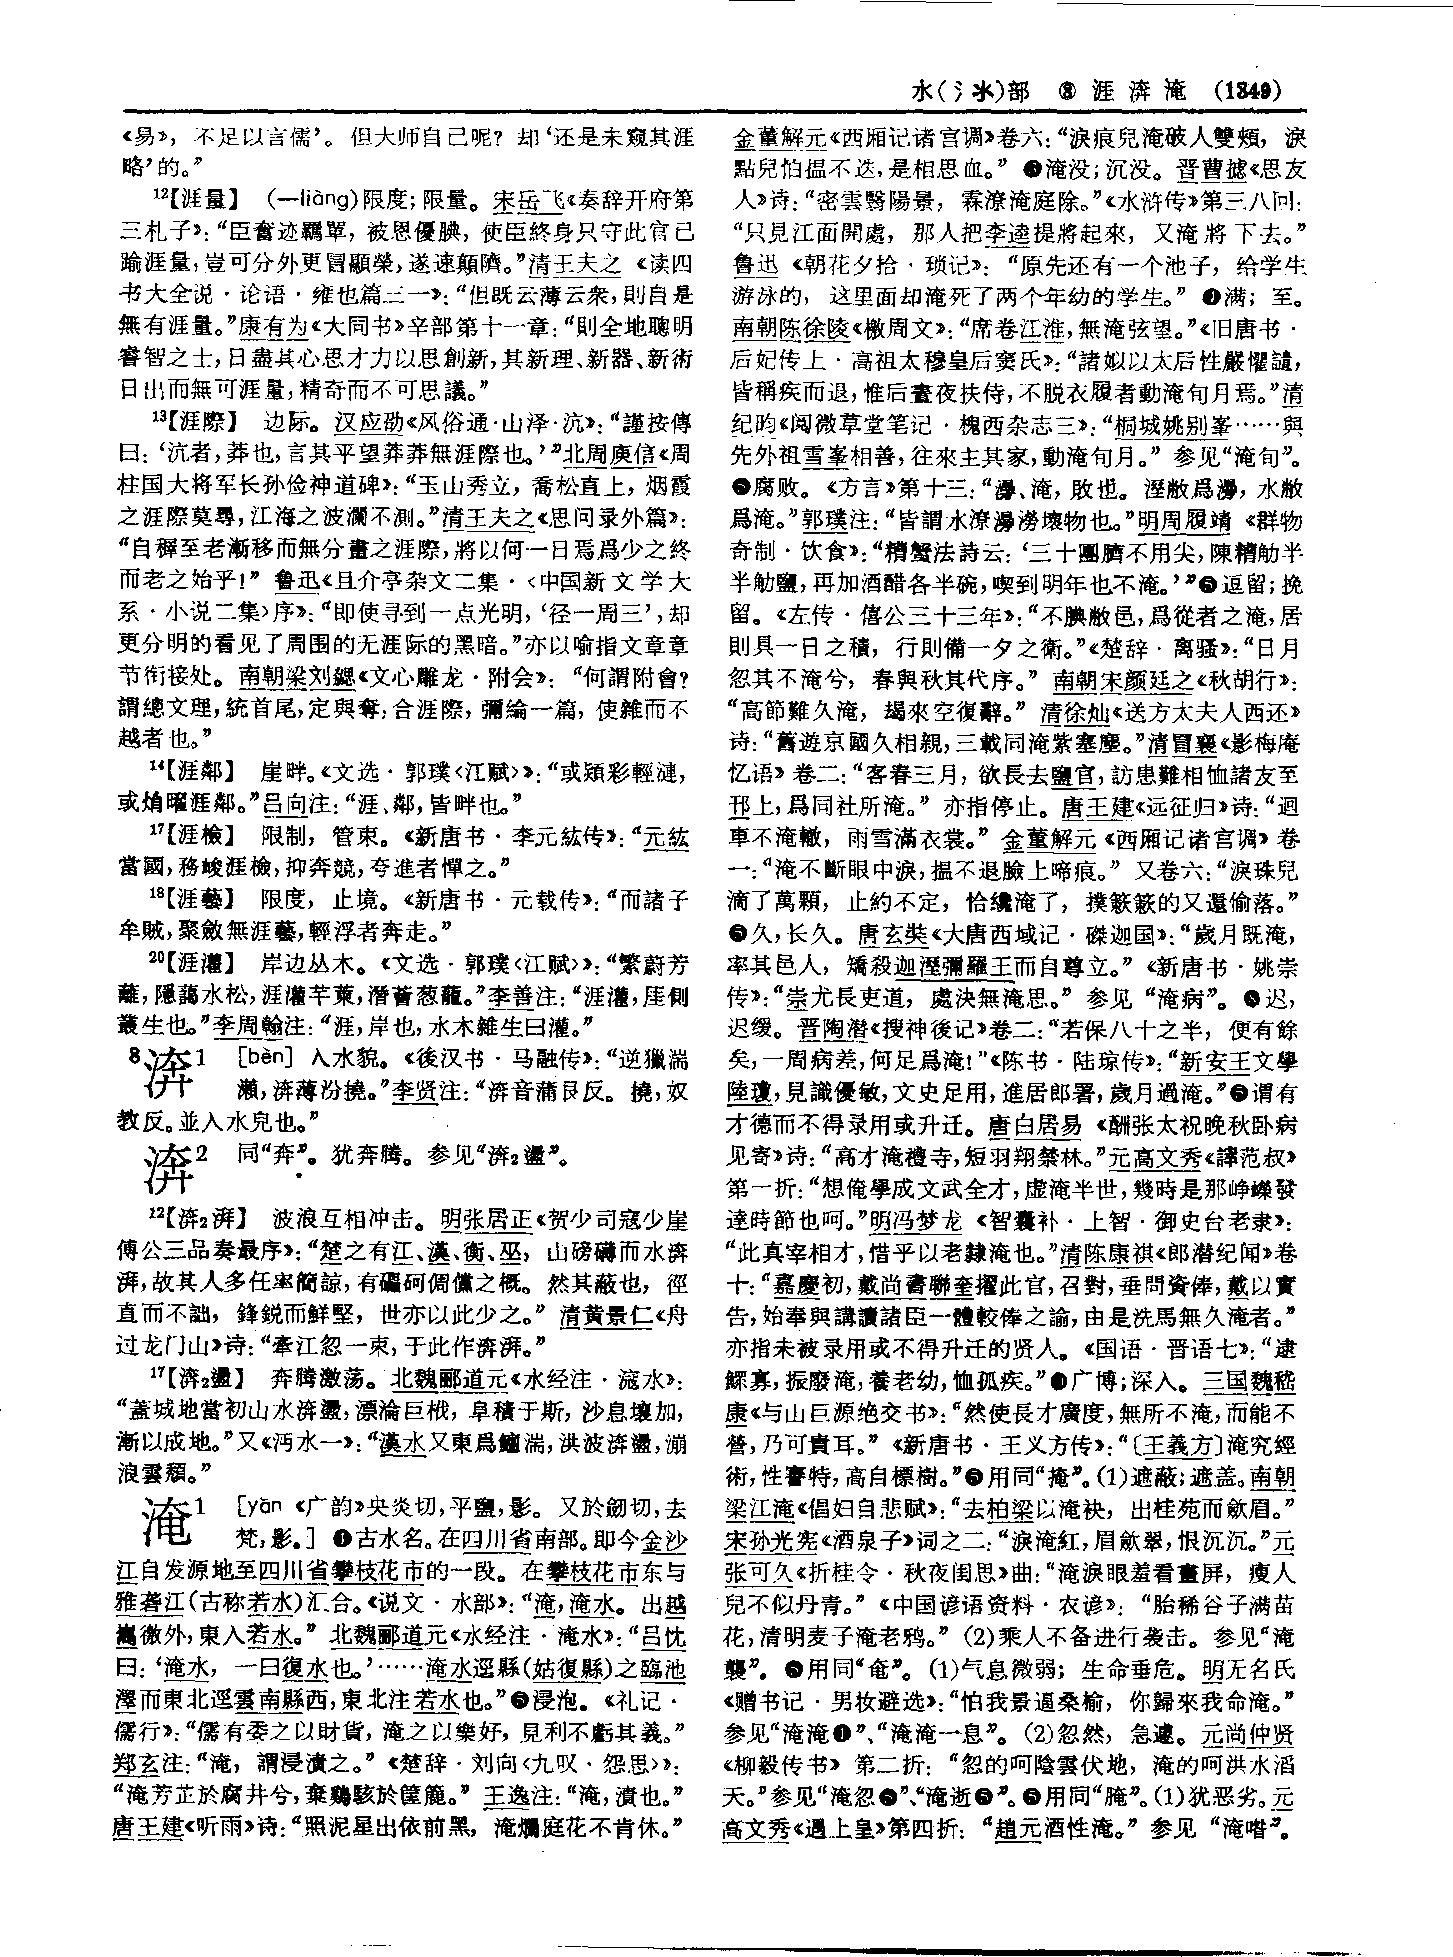 水(氵氺)部 ⑧ 涯 渀 淹 (1349)
《易》，不足以言儒’。但大师自己呢？却‘还是未窥其涯
略’的。”
12【涯量】 (—liàng)限度；限量。宋岳飞《奏辞开府第
三札子》：“臣奮迹羈單，被恩優腆，使臣終身只守此官已
踰涯量，豈可分外更冒顯榮，遂速顛隮。”清王夫之《读四
书大全说·论语·雍也篇三一》：“但既云薄云衆，則自是
無有涯量。”康有为《大同书》辛部第十一章：“則全地聰明
睿智之士，日盡其心思才力以思創新，其新理、新器、新術
日出而無可涯量，精奇而不可思議。”
13【涯際】 边际。汉应劭《风俗通·山泽·沆》：“謹按傳
曰：‘沆者，莽也，言其平望莽莽無涯際也。’”北周庾信《周
柱国大将军长孙俭神道碑》：“玉山秀立，喬松直上，烟霞
之涯際莫尋，江海之波瀾不測。”清王夫之《思问录外篇》：
“自穉至老漸移而無分畫之涯際，將以何一日焉爲少之終
而老之始乎！”鲁迅《且介亭杂文二集·〈中国新文学大
系·小说二集〉序》：“即使寻到一点光明，‘径一周三’，却
更分明的看见了周围的无涯际的黑暗。”亦以喻指文章章
节衔接处。南朝梁刘勰《文心雕龙·附会》：“何謂附會？
謂總文理，統首尾，定與奪，合涯際，彌綸一篇，使雜而不
越者也。”
14【涯鄰】 崖畔。《文选·郭璞〈江赋〉》：“或熲彩輕漣，
或焆曜涯鄰。”吕向注：“涯、鄰，皆畔也。”
17【涯檢】 限制，管束。《新唐书·李元紘传》：“元紘
當國，務峻涯檢，抑奔競，夸進者憚之。”
18【涯藝】 限度，止境。《新唐书·元载传》：“而諸子
牟賊，聚斂無涯藝，輕浮者奔走。”
20【涯灌】 岸边丛木。《文选·郭璞〈江赋〉》：“繁蔚芳
蘺，隱藹水松，涯灌芊萰，潛薈葱蘢。”李善注：“涯灌，厓側
叢生也。”李周翰注：“涯，岸也，水木雜生曰灌。”
8渀1 [bèn] 入水貌。《後汉书·马融传》：“逆獵湍
瀨，渀薄汾撓。”李贤注：“渀音蒲艮反。撓，奴
教反。並入水皃也。”
渀2 同“奔”。犹奔腾。参见“渀2盪”。
12【渀2湃】 波浪互相冲击。明张居正《贺少司寇少崖
傅公三品奏最序》：“楚之有江、漢、衡、巫，山磅礴而水渀
湃，故其人多任率簡諒，有礧砢倜儻之概。然其蔽也，徑
直而不詘，鋒鋭而鮮堅，世亦以此少之。”清黄景仁《舟
过龙门山》诗：“牽江忽一束，于此作渀湃。”
17【渀2盪】 奔腾激荡。北魏郦道元《水经注·滱水》：
“蓋城地當初山水渀盪，漂淪巨栰，阜積于斯，沙息壤加，
漸以成地。”又《沔水一》：“漢水又東爲鱣湍，洪波渀盪，漰
浪雲頹。”
淹1 [yān 《广韵》央炎切，平鹽，影。又於劒切，去
梵，影。] ❶古水名。在四川省南部。即今金沙
江自发源地至四川省攀枝花市的一段。在攀枝花市东与
雅砻江(古称若水)汇合。《说文·水部》：“淹，淹水。出越
嶲徼外，東入若水。”北魏郦道元《水经注·淹水》：“吕忱
曰：‘淹水，一曰復水也。’……淹水逕縣(姑復縣)之臨池
澤而東北逕雲南縣西，東北注若水也。”❷浸泡。《礼记·
儒行》：“儒有委之以財貨，淹之以樂好，見利不虧其義。”
郑玄注：“淹，謂浸漬之。”《楚辞·刘向〈九叹·怨思〉》：
“淹芳芷於腐井兮，棄鷄駭於筐簏。”王逸注：“淹，漬也。”
唐王建《听雨》诗：“照泥星出依前黑，淹爛庭花不肯休。”
金董解元《西厢记诸宫调》卷六：“淚痕兒淹破人雙頰，淚
點兒怕揾不迭，是相思血。”❸淹没；沉没。晋曹摅《思友
人》诗：“密雲翳陽景，霖潦淹庭除。”《水浒传》第三八回：
“只見江面開處，那人把李逵提將起來，又淹將下去。”
鲁迅《朝花夕拾·琐记》：“原先还有一个池子，给学生
游泳的，这里面却淹死了两个年幼的学生。”❹满；至。
南朝陈徐陵《檄周文》：“席卷江淮，無淹弦望。”《旧唐书·
后妃传上·高祖太穆皇后窦氏》：“諸姒以太后性嚴懼譴，
皆稱疾而退，惟后晝夜扶侍，不脱衣履者動淹旬月焉。”清
纪昀《阅微草堂笔记·槐西杂志三》：“桐城姚别峯……與
先外祖雪峯相善，往來主其家，動淹旬月。”参见“淹旬”。
❺腐败。《方言》第十三：“漫、淹，敗也。溼敝爲漫，水敝
爲淹。”郭璞注：“皆謂水潦漫澇壞物也。”明周履靖《群物
奇制·饮食》：“糟蟹法詩云：‘三十團臍不用尖，陳糟觔半
半觔鹽，再加酒醋各半碗，喫到明年也不淹。’”❻逗留；挽
留。《左传·僖公三十三年》：“不腆敝邑，爲從者之淹，居
則具一日之積，行則備一夕之衛。”《楚辞·离骚》：“日月
忽其不淹兮，春與秋其代序。”南朝宋颜延之《秋胡行》：
“高節難久淹，朅來空復辭。”清徐灿《送方太夫人西还》
诗：“舊遊京國久相親，三載同淹紫塞塵。”清冒襄《影梅庵
忆语》卷二：“客春三月，欲長去鹽官，訪患難相恤諸友至
邗上，爲同社所淹。”亦指停止。唐王建《远征归》诗：“迴
車不淹轍，雨雪滿衣裳。”金董解元《西厢记诸宫调》卷
一：“淹不斷眼中淚，揾不退臉上啼痕。”又卷六：“淚珠兒
滴了萬顆，止約不定，恰纔淹了，撲簌簌的又還偷落。”
❼久，长久。唐玄奘《大唐西域记·磔迦国》：“歲月既淹，
率其邑人，矯殺迦溼彌羅王而自尊立。”《新唐书·姚崇
传》：“崇尤長吏道，處決無淹思。”参见“淹病”。❽迟，
迟缓。晋陶潜《搜神後记》卷二：“若保八十之半，便有餘
矣，一周病差，何足爲淹！”《陈书·陆琼传》：“新安王文學
陸瓊，見識優敏，文史足用，進居郎署，歲月過淹。”❾谓有
才德而不得录用或升迁。唐白居易《酬张太祝晚秋卧病
见寄》诗：“高才淹禮寺，短羽翔禁林。”元高文秀《谇范叔》
第一折：“想俺學成文武全才，虚淹半世，幾時是那峥嶸發
達時節也呵。”明冯梦龙《智囊补·上智·御史台老隶》：
“此真宰相才，惜乎以老隸淹也。”清陈康祺《郎潜纪闻》卷
十：“嘉慶初，戴尚書聯奎擢此官，召對，垂問資俸，戴以實
告，始奉與講讀諸臣一體較俸之諭，由是洗馬無久淹者。”
亦指未被录用或不得升迁的贤人。《国语·晋语七》：“逮
鰥寡，振廢淹，養老幼，恤孤疾。”❿广博；深入。三国魏嵇
康《与山巨源绝交书》：“然使長才廣度，無所不淹，而能不
營，乃可貴耳。”《新唐书·王义方传》：“〔王義方〕淹究經
術，性謇特，高自標樹。”⓫用同“掩”。(1)遮蔽；遮盖。南朝
梁江淹《倡妇自悲赋》：“去柏梁以淹袂，出桂苑而斂眉。”
宋孙光宪《酒泉子》词之二：“淚淹紅，眉斂翠，恨沉沉。”元
张可久《折桂令·秋夜闺思》曲：“淹淚眼羞看畫屏，瘦人
兒不似丹青。”《中国谚语资料·农谚》：“胎稀谷子满苗
花，清明麦子淹老鸦。”(2)乘人不备进行袭击。参见“淹
襲”。⓬用同“奄”。(1)气息微弱；生命垂危。明无名氏
《赠书记·男妆避选》：“怕我景逼桑榆，你歸來我命淹。”
参见“淹淹❶”、“淹淹一息”。(2)忽然，急遽。元尚仲贤
《柳毅传书》第二折：“忽的呵陰雲伏地，淹的呵洪水滔
天。”参见“淹忽❷”、“淹逝❷”。⓭用同“腌”。(1)犹恶劣。元
高文秀《遇上皇》第四折：“趙元酒性淹。”参见“淹嗒”。